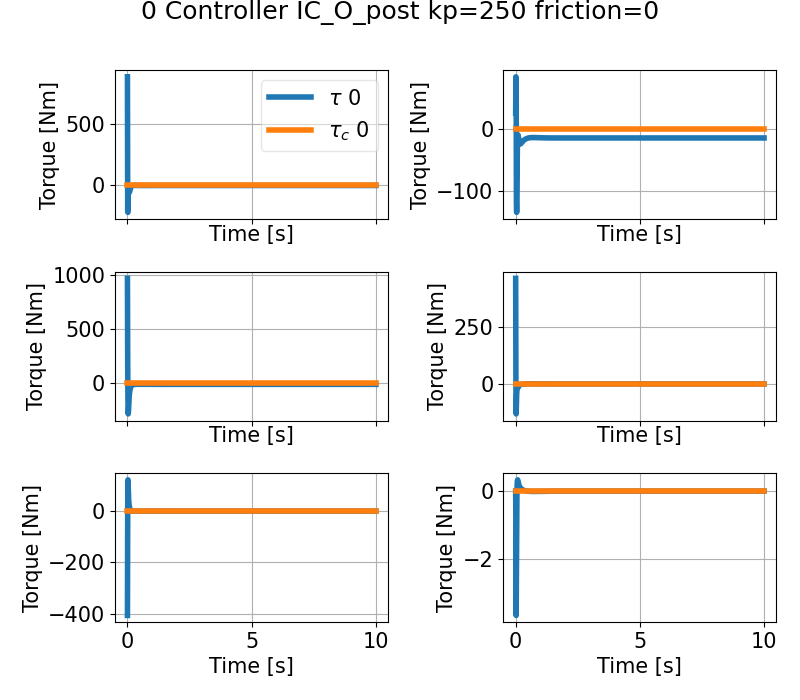 0 Controller IC_O_post kp=250 friction=0
Torque [Nm]
500
0
τ 0
τ_c 0
Time [s]
Torque [Nm]
0
−100
Time [s]
Torque [Nm]
1000
500
0
Time [s]
Torque [Nm]
250
0
Time [s]
Torque [Nm]
0
−200
−400
0 5 10
Time [s]
Torque [Nm]
0
−2
0 5 10
Time [s]